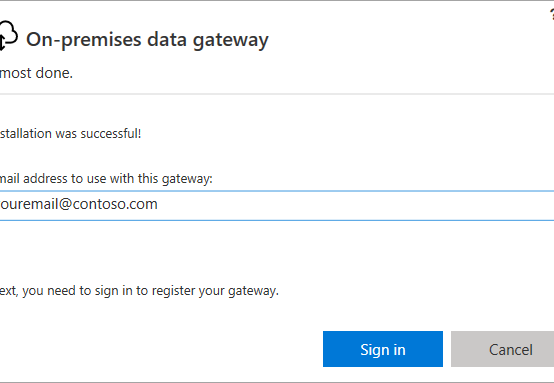 ?
On-premises data gateway
most done.
stallation was successful!
mail address to use with this gateway:
ouremail@contoso.com
ext, you need to sign in to register your gateway.
Sign in Cancel